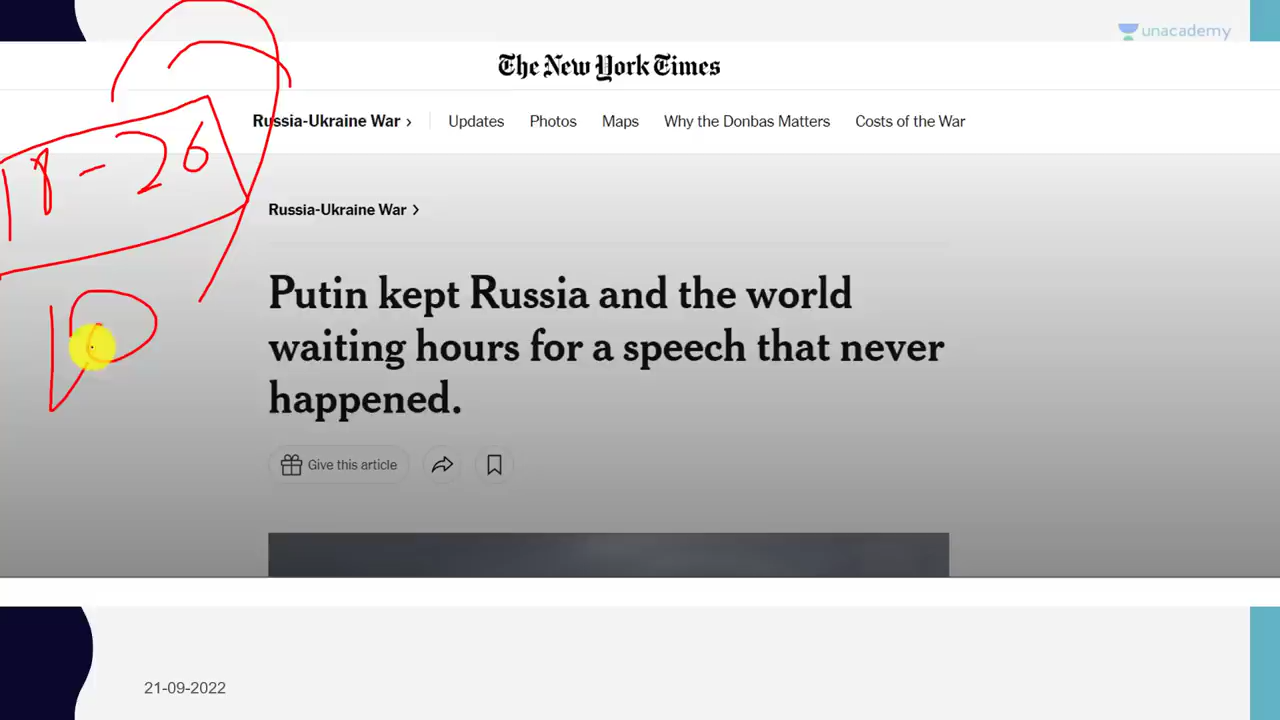 unacademy
The New York Times
Russia-Ukraine War > Updates Photos Maps Why the Donbas Matters Costs of the War
18-26
Russia-Ukraine War >
Putin kept Russia and the world
waiting hours for a speech that never
happened.
Give this article
21-09-2022